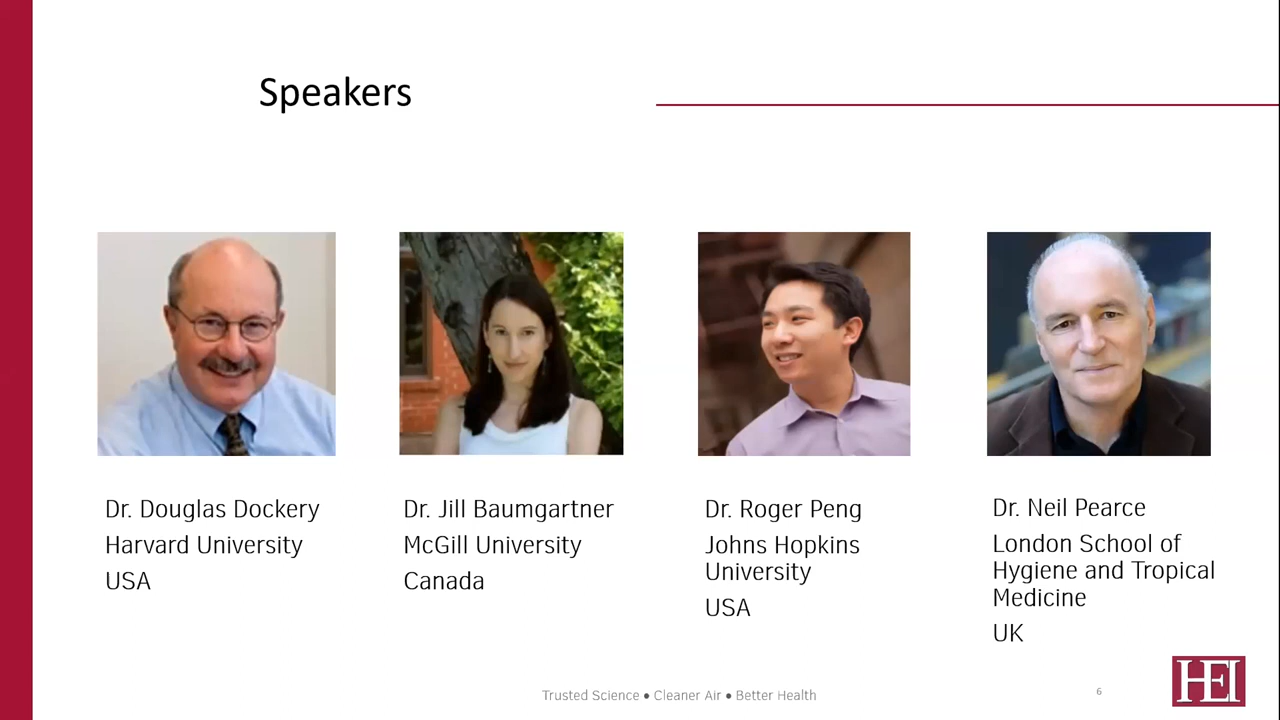 Speakers
Dr. Douglas Dockery
Harvard University
USA
Dr. Jill Baumgartner
McGill University
Canada
Dr. Roger Peng
Johns Hopkins
University
USA
Dr. Neil Pearce
London School of
Hygiene and Tropical
Medicine
UK
Trusted Science ● Cleaner Air ● Better Health
6
HEI